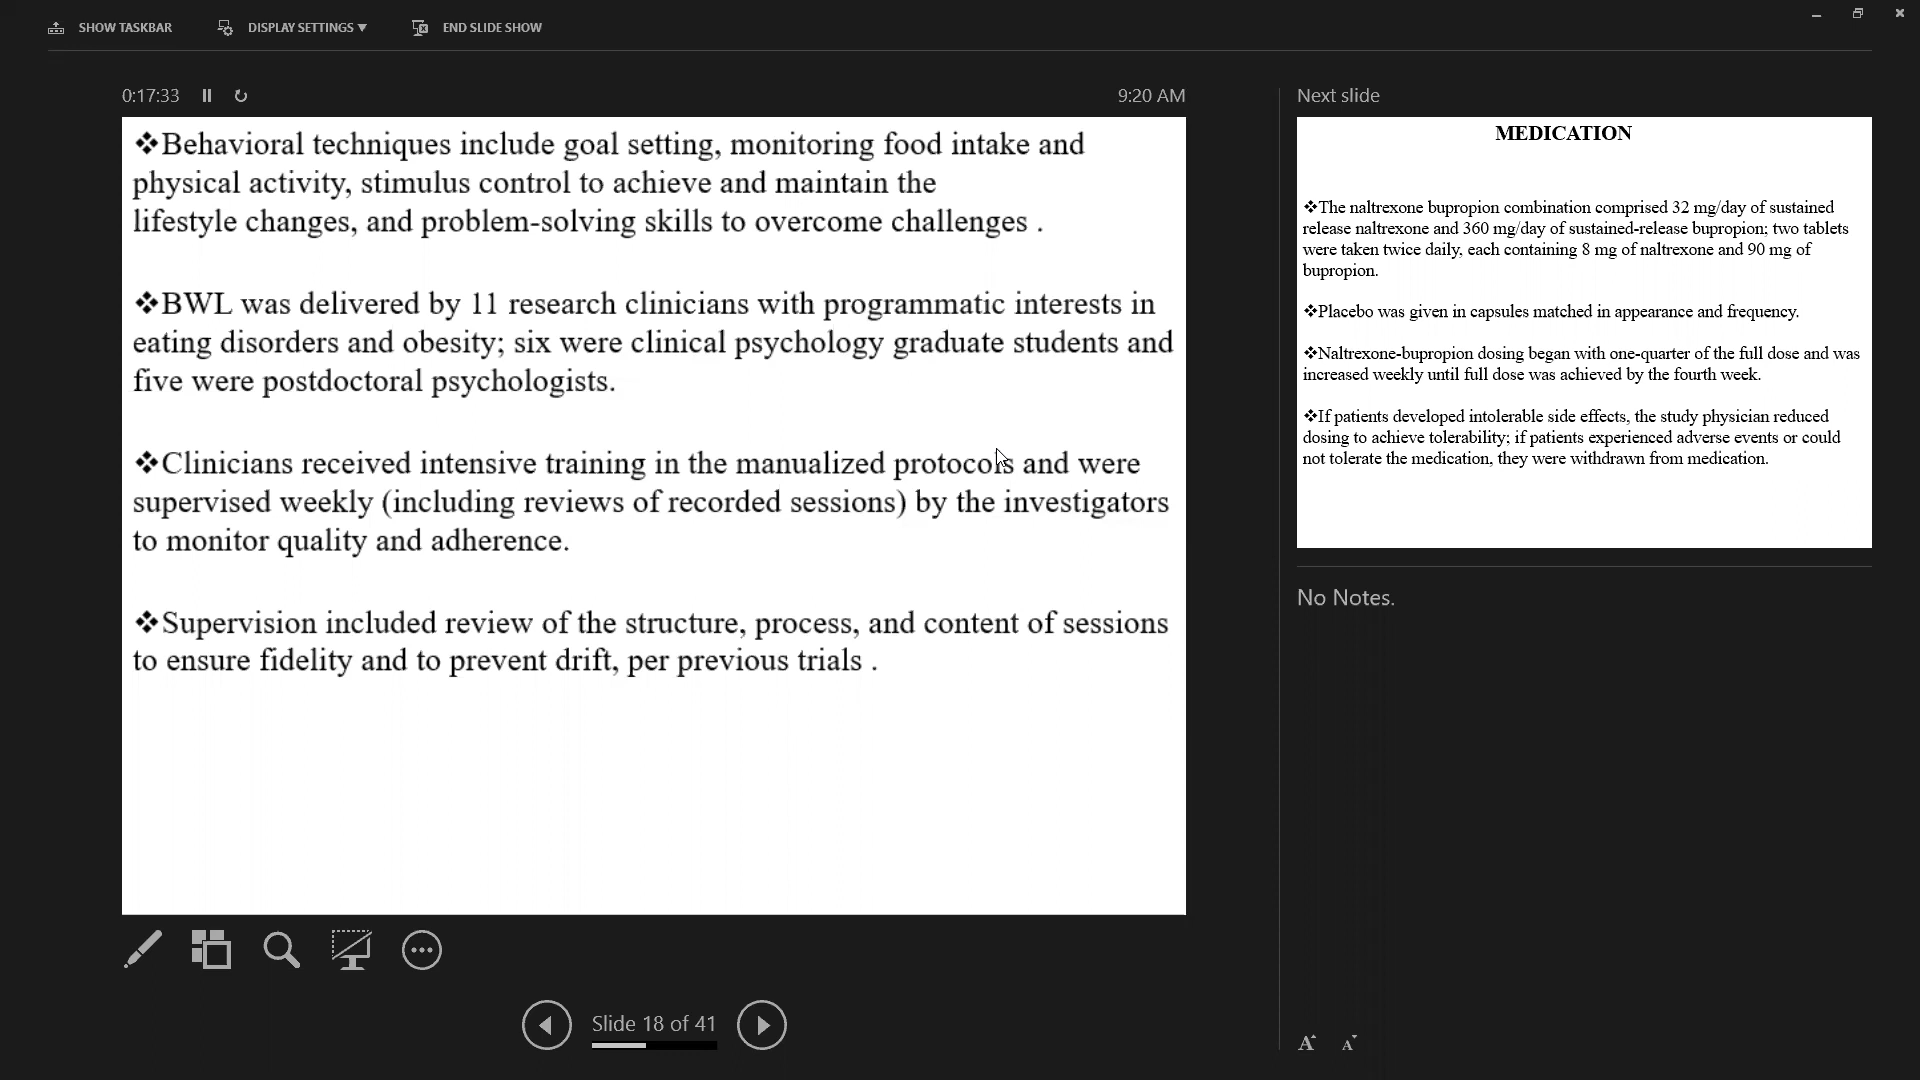 SHOW TASKBAR
DISPLAY SETTINGS ▼
END SLIDE SHOW
0:17:33
9:20 AM
❖Behavioral techniques include goal setting, monitoring food intake and
physical activity, stimulus control to achieve and maintain the
lifestyle changes, and problem-solving skills to overcome challenges .
❖BWL was delivered by 11 research clinicians with programmatic interests in
eating disorders and obesity; six were clinical psychology graduate students and
five were postdoctoral psychologists.
❖Clinicians received intensive training in the manualized protocols and were
supervised weekly (including reviews of recorded sessions) by the investigators
to monitor quality and adherence.
❖Supervision included review of the structure, process, and content of sessions
to ensure fidelity and to prevent drift, per previous trials .
Slide 18 of 41
Next slide
MEDICATION
❖The naltrexone bupropion combination comprised 32 mg/day of sustained
release naltrexone and 360 mg/day of sustained-release bupropion; two tablets
were taken twice daily, each containing 8 mg of naltrexone and 90 mg of
bupropion.
❖Placebo was given in capsules matched in appearance and frequency.
❖Naltrexone-bupropion dosing began with one-quarter of the full dose and was
increased weekly until full dose was achieved by the fourth week.
❖If patients developed intolerable side effects, the study physician reduced
dosing to achieve tolerability; if patients experienced adverse events or could
not tolerate the medication, they were withdrawn from medication.
No Notes.
A A